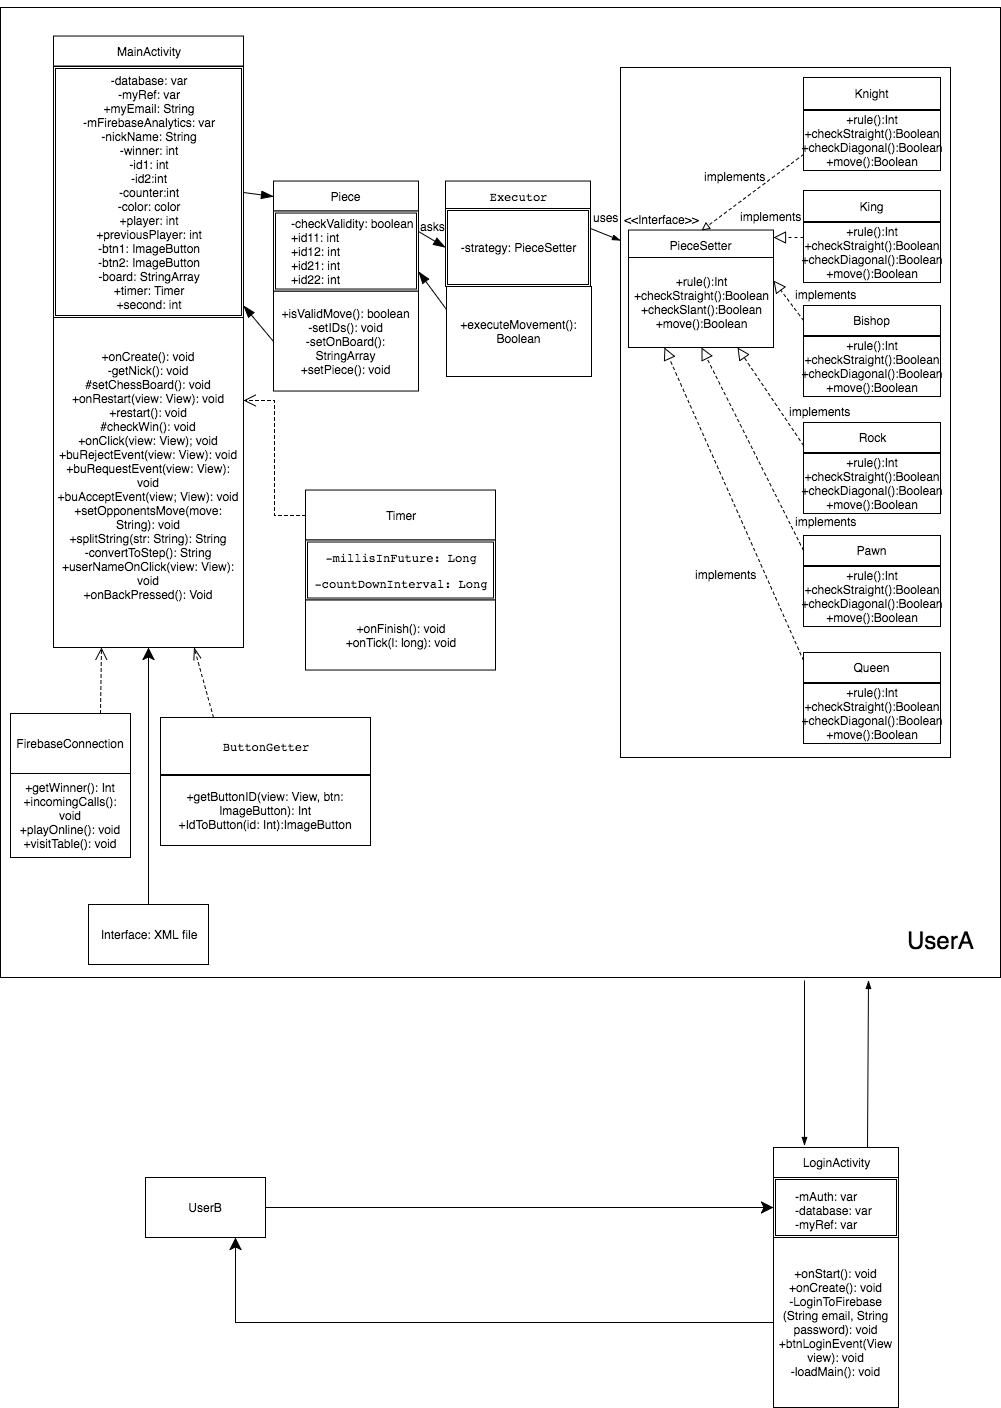 MainActivity
-database: var
-myRef: var
+myEmail: String
-mFirebaseAnalytics: var
-nickName: String
-winner: int
-id1: int
-id2:int
-counter:int
-color: color
+player: int
+previousPlayer: int
-btn1: ImageButton
-btn2: ImageButton
-board: StringArray
+timer: Timer
+second: int
+onCreate(): void
-getNick(): void
#setChessBoard(): void
+onRestart(view: View): void
+restart(): void
#checkWin(): void
+onClick(view: View); void
+buRejectEvent(view: View): void
+buRequestEvent(view: View):
void
+buAcceptEvent(view; View): void
+setOpponentsMove(move:
String): void
+splitString(str: String): String
-convertToStep(): String
+userNameOnClick(view: View):
void
+onBackPressed(): Void
Piece
-checkValidity: boolean
+id11: int
+id12: int
+id21: int
+id22: int
+isValidMove(): boolean
-setIDs(): void
-setOnBoard():
StringArray
+setPiece(): void
asks
Executor
-strategy: PieceSetter
+executeMovement():
Boolean
uses
<<Interface>>
PieceSetter
+rule():Int
+checkStraight():Boolean
+checkSlant():Boolean
+move():Boolean
implements
Knight
+rule():Int
+checkStraight():Boolean
+checkDiagonal():Boolean
+move():Boolean
implements
King
+rule():Int
+checkStraight():Boolean
+checkDiagonal():Boolean
+move():Boolean
implements
Bishop
+rule():Int
+checkStraight():Boolean
+checkDiagonal():Boolean
+move():Boolean
implements
Rock
+rule():Int
+checkStraight():Boolean
+checkDiagonal():Boolean
+move():Boolean
implements
Pawn
+rule():Int
+checkStraight():Boolean
+checkDiagonal():Boolean
+move():Boolean
implements
Queen
+rule():Int
+checkStraight():Boolean
+checkDiagonal():Boolean
+move():Boolean
Timer
-millisInFuture: Long
-countDownInterval: Long
+onFinish(): void
+onTick(l: long): void
FirebaseConnection
+getWinner(): Int
+incomingCalls():
void
+playOnline(): void
+visitTable(): void
ButtonGetter
+getButtonID(view: View, btn:
ImageButton): Int
+IdToButton(id: Int):ImageButton
Interface: XML file
UserA
UserB
LoginActivity
-mAuth: var
-database: var
-myRef: var
+onStart(): void
+onCreate(): void
-LoginToFirebase
(String email, String
password): void
+btnLoginEvent(View
view): void
-loadMain(): void